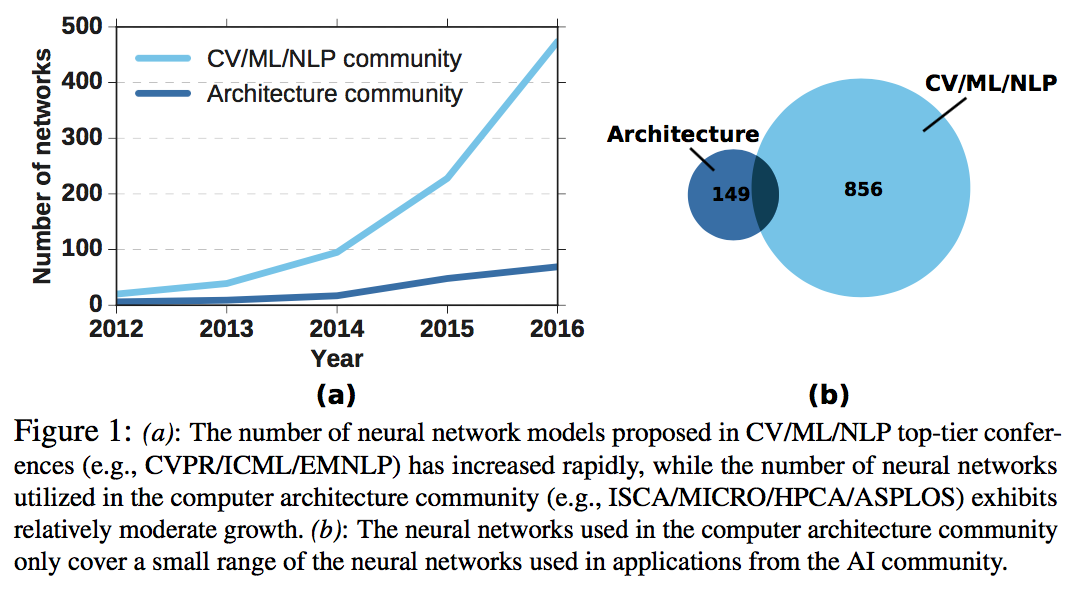 500
400
300
200
100
0
Number of networks
CV/ML/NLP community
Architecture community
2012 2013 2014 2015 2016
Year
(a)
CV/ML/NLP
Architecture
149
856
(b)
Figure 1: (a): The number of neural network models proposed in CV/ML/NLP top-tier confer-
ences (e.g., CVPR/ICML/EMNLP) has increased rapidly, while the number of neural networks
utilized in the computer architecture community (e.g., ISCA/MICRO/HPCA/ASPLOS) exhibits
relatively moderate growth. (b): The neural networks used in the computer architecture community
only cover a small range of the neural networks used in applications from the AI community.